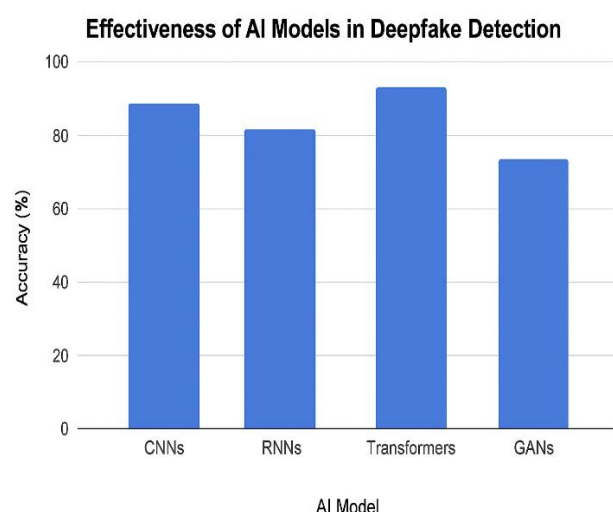 Effectiveness of AI Models in Deepfake Detection
100
80
60
40
20
0
Accuracy (%)
CNNs RNNs Transformers GANs
AI Model